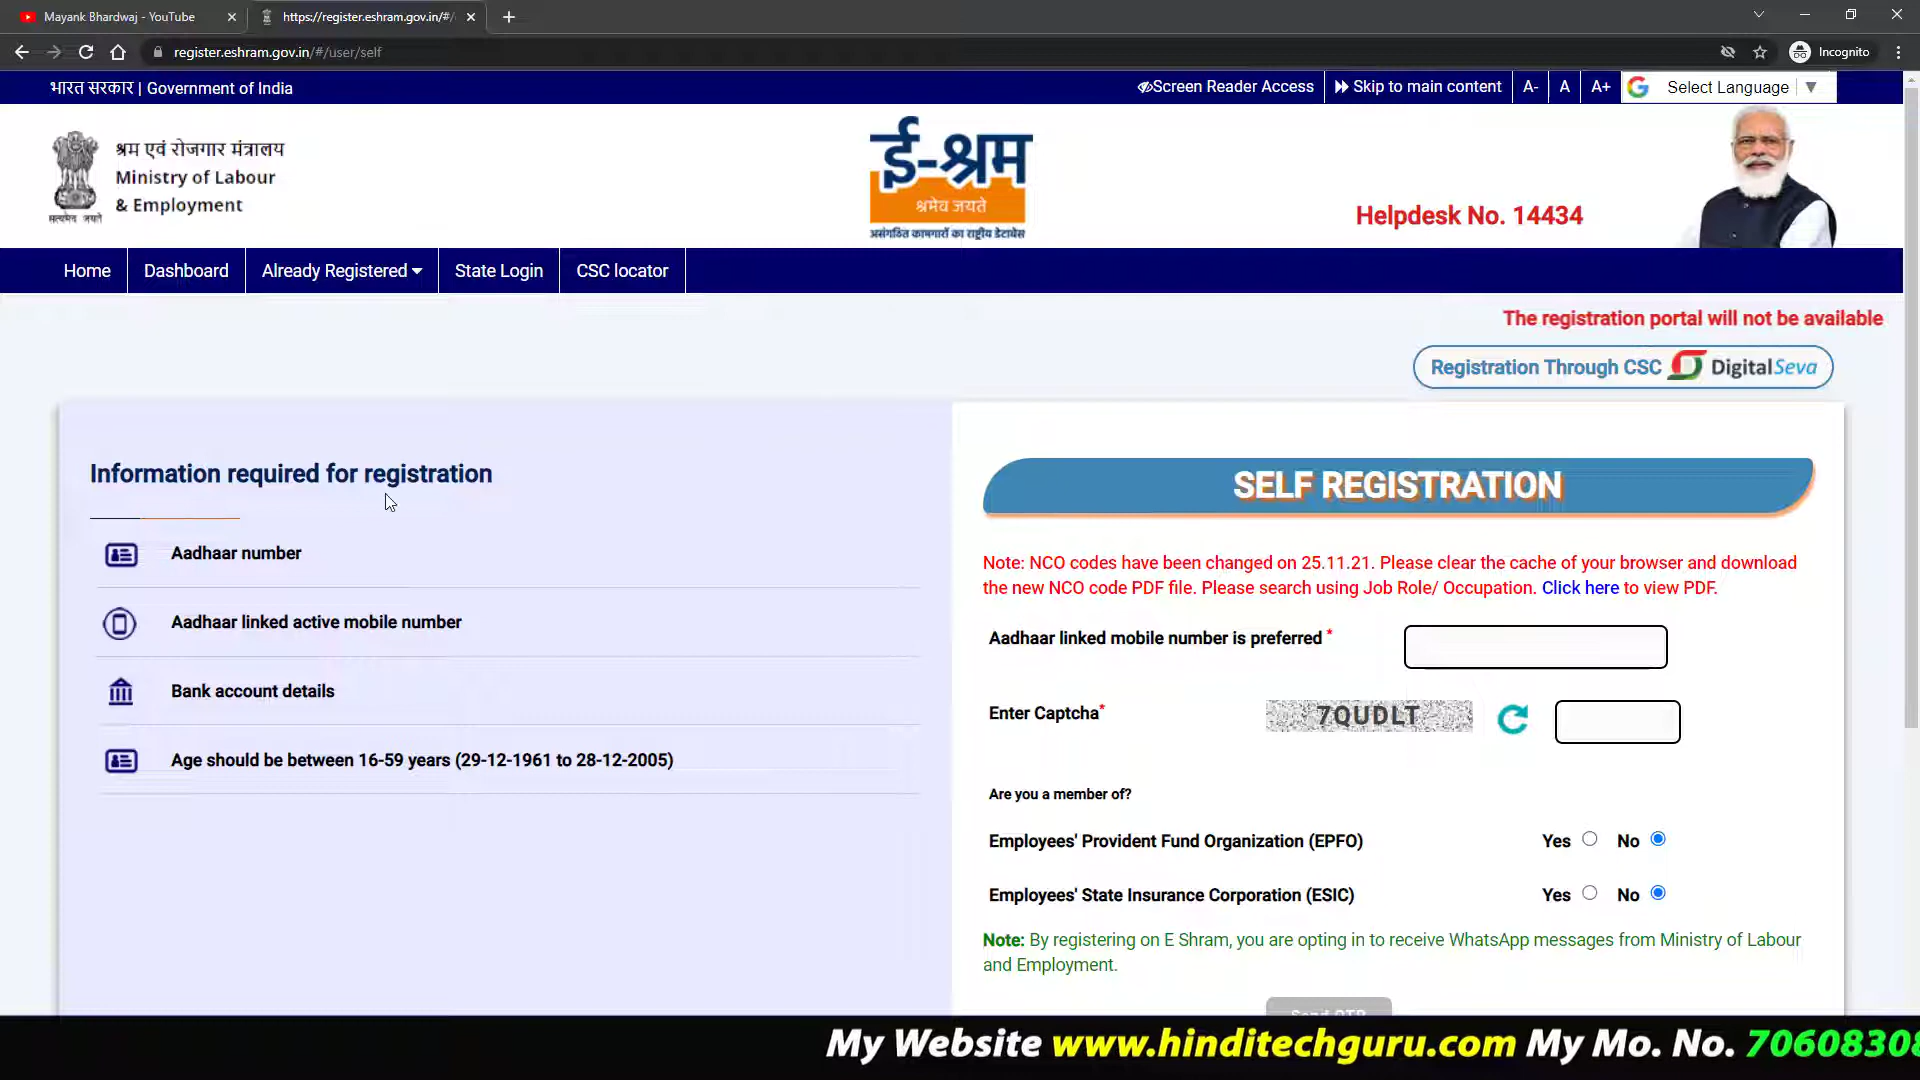 Mayank Bhardwaj - YouTube
https://register.eshram.gov.in/#/
register.eshram.gov.in/#/user/self
Incognito
भारत सरकार | Government of India
Screen Reader Access
Skip to main content
A-
A
A+
Select Language
श्रम एवं रोजगार मंत्रालय
Ministry of Labour
& Employment
सत्यमेव जयते
ई-श्रम
श्रमेव जयते
असंगठित कामगारों का राष्ट्रीय डेटाबेस
Helpdesk No. 14434
Home
Dashboard
Already Registered
State Login
CSC locator
The registration portal will not be available
Registration Through CSC DigitalSeva
Information required for registration
Aadhaar number
Aadhaar linked active mobile number
Bank account details
Age should be between 16-59 years (29-12-1961 to 28-12-2005)
SELF REGISTRATION
Note: NCO codes have been changed on 25.11.21. Please clear the cache of your browser and download
the new NCO code PDF file. Please search using Job Role/ Occupation. Click here to view PDF.
Aadhaar linked mobile number is preferred *
Enter Captcha*
7QUDLT
Are you a member of?
Employees' Provident Fund Organization (EPFO)
Yes
No
Employees' State Insurance Corporation (ESIC)
Yes
No
Note: By registering on E Shram, you are opting in to receive WhatsApp messages from Ministry of Labour
and Employment.
Send OTP
My Website www.hinditechguru.com My Mo. No. 7060830